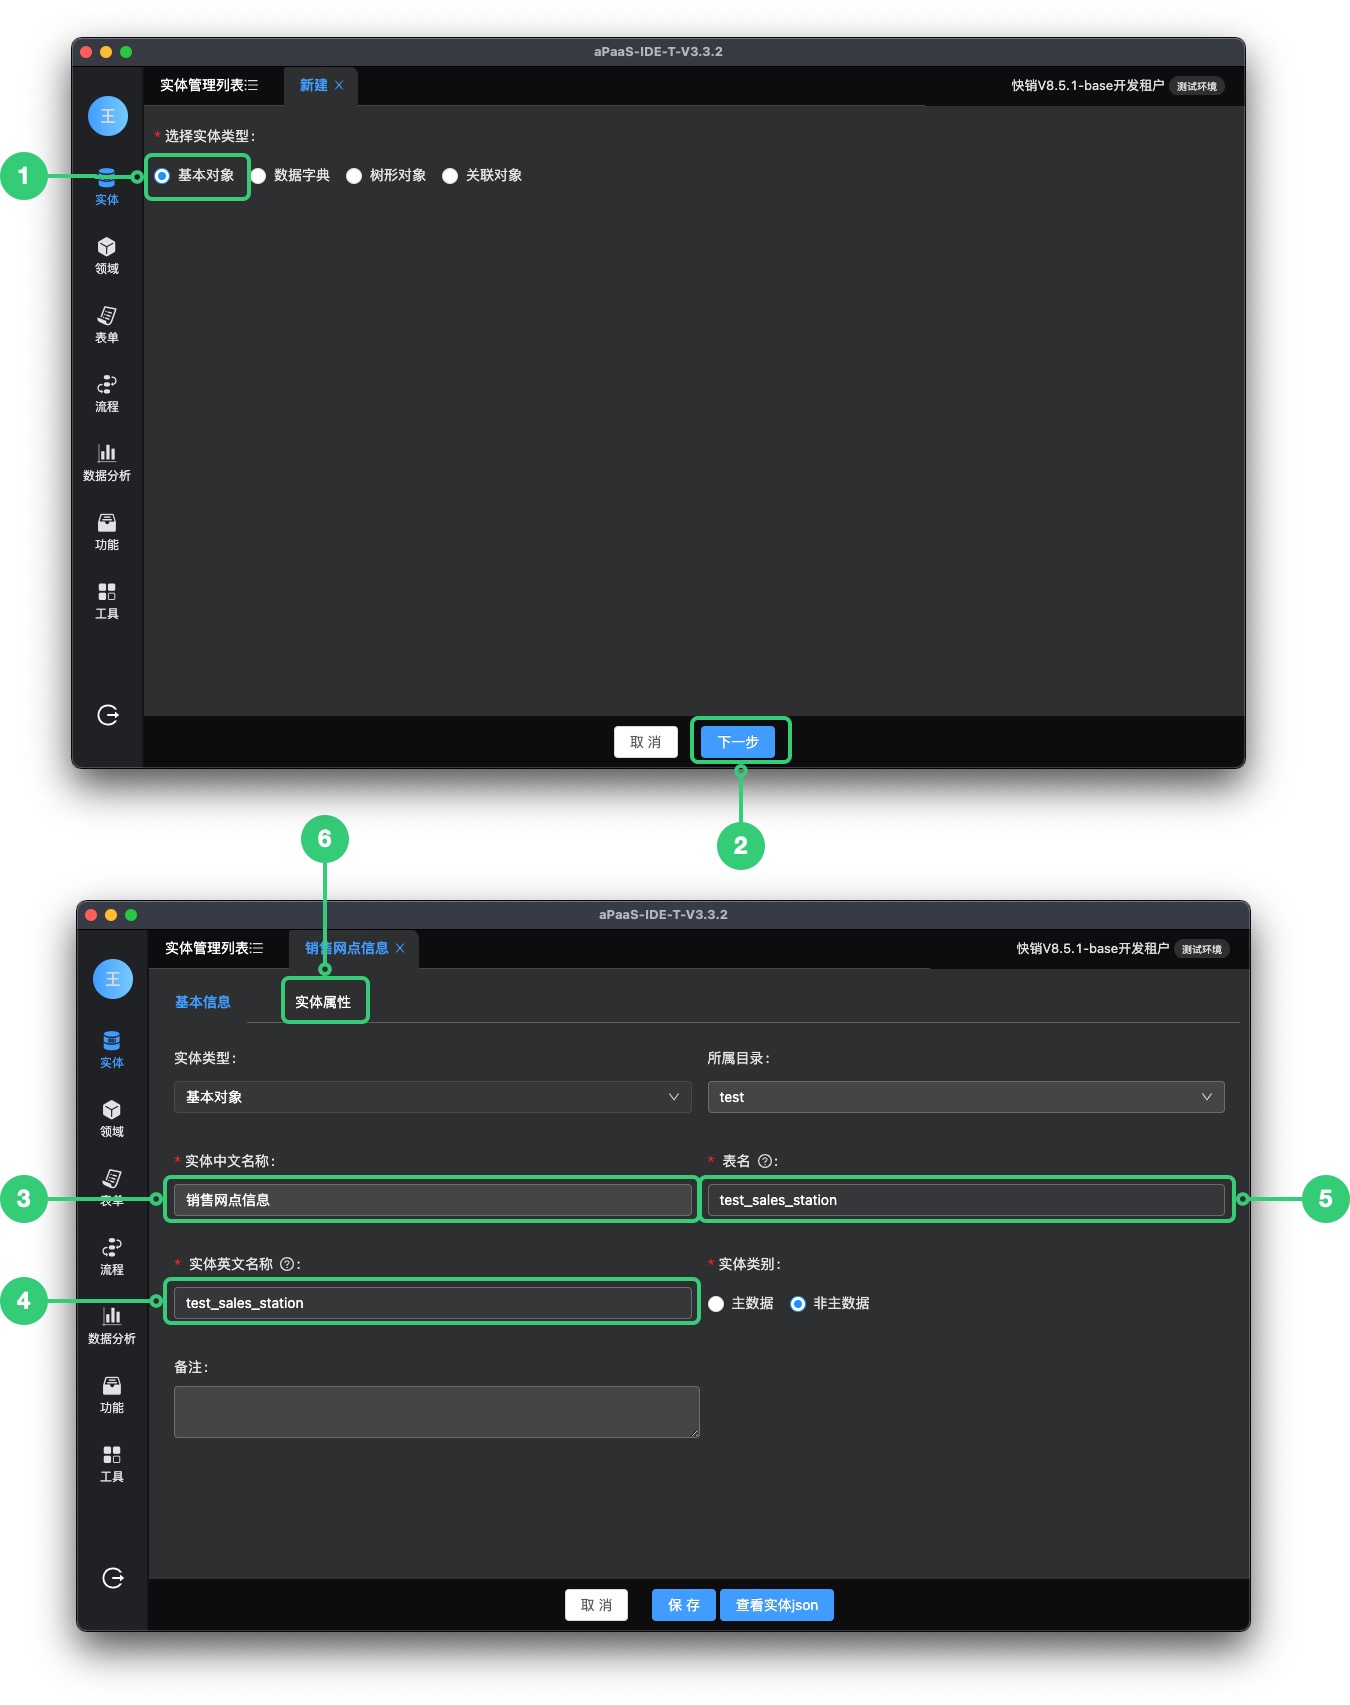 aPaaS-IDE-T-V3.3.2
实体管理列表
新建
快销V8.5.1-base开发租户 测试环境
王
* 选择实体类型:
1
基本对象 数据字典 树形对象 关联对象
实体
领域
表单
流程
数据分析
功能
工具
取 消
下一步
6
2
aPaaS-IDE-T-V3.3.2
实体管理列表
销售网点信息
快销V8.5.1-base开发租户 测试环境
王
基本信息
实体属性
实体
实体类型:
所属目录:
基本对象
test
领域
* 实体中文名称:
* 表名 ?:
3
表单
销售网点信息
test_sales_station
5
流程
* 实体英文名称 ?:
* 实体类别:
4
test_sales_station
主数据 非主数据
数据分析
备注:
功能
工具
取 消
保 存
查看实体json